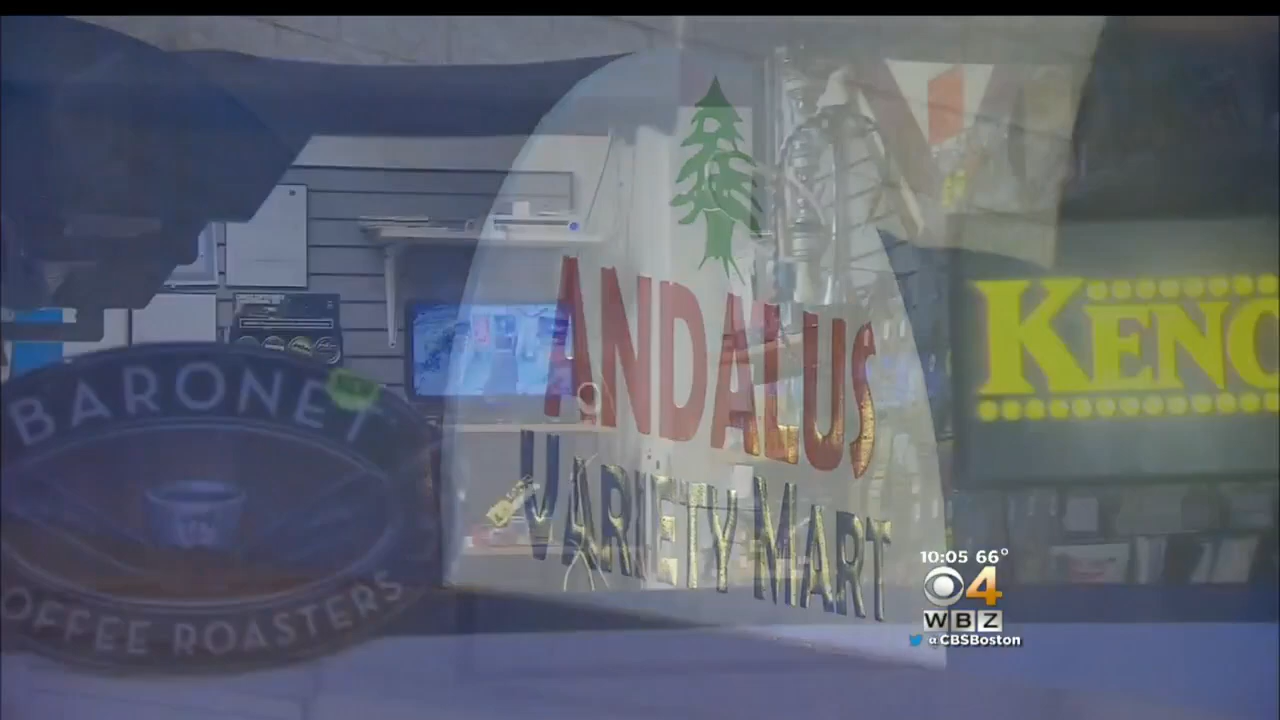 ANDALUS
VARIETY MART
BARONET
OFFEE ROASTERS
KENO
10:05 66°
4
WBZ
@CBSBoston